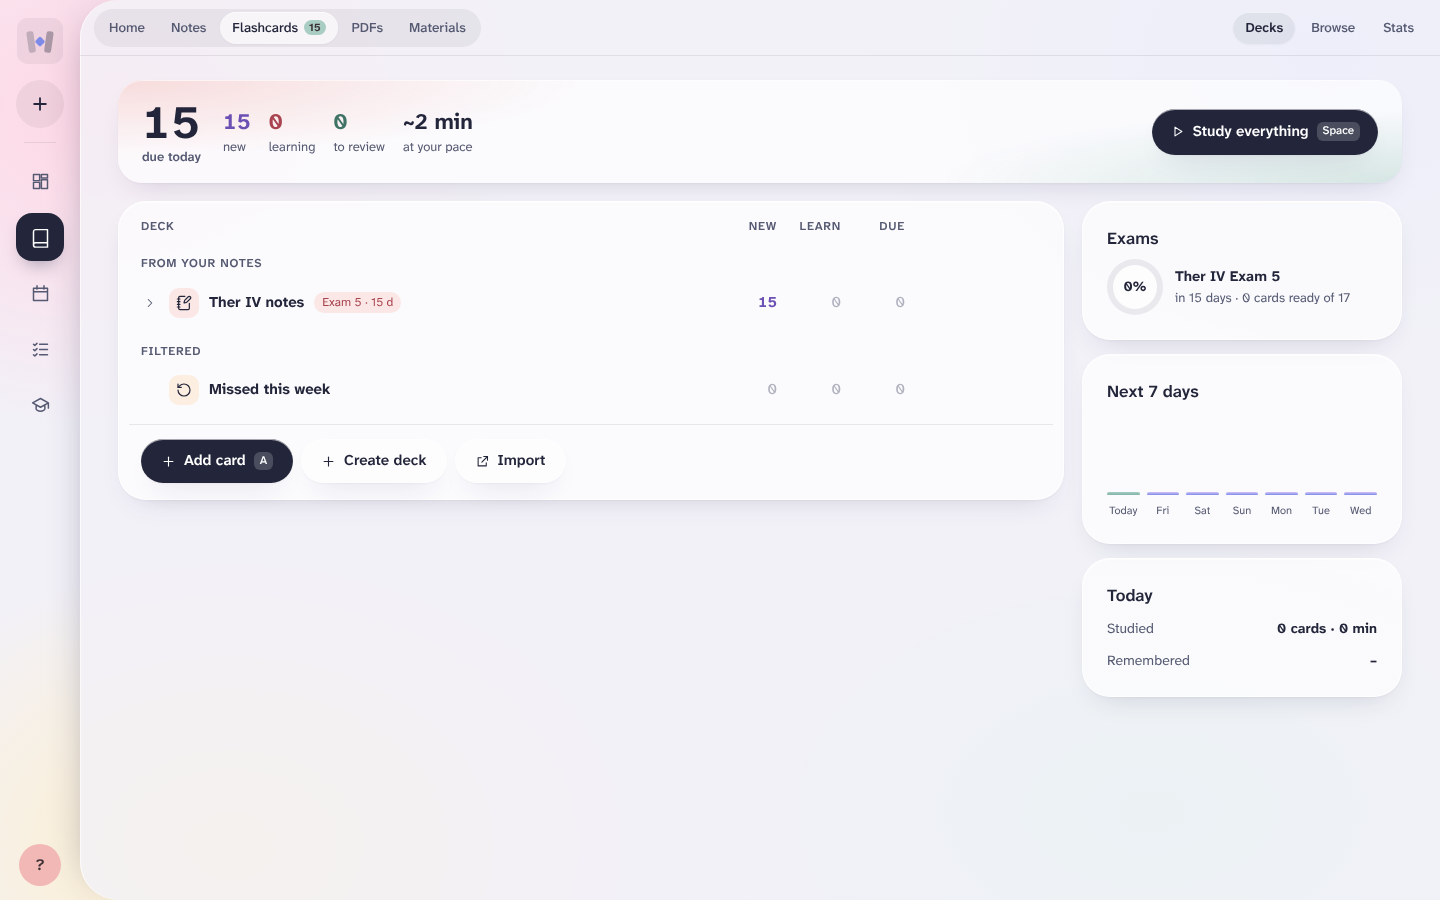 Home Notes Flashcards 15 PDFs Materials
Decks Browse Stats
15 due today
15 new
0 learning
0 to review
~2 min at your pace
Study everything Space
DECK NEW LEARN DUE
FROM YOUR NOTES
Ther IV notes Exam 5 · 15 d 15 0 0
FILTERED
Missed this week 0 0 0
Add card A
Create deck
Import
Exams
0%
Ther IV Exam 5
in 15 days · 0 cards ready of 17
Next 7 days
Today Fri Sat Sun Mon Tue Wed
Today
Studied 0 cards · 0 min
Remembered –
?